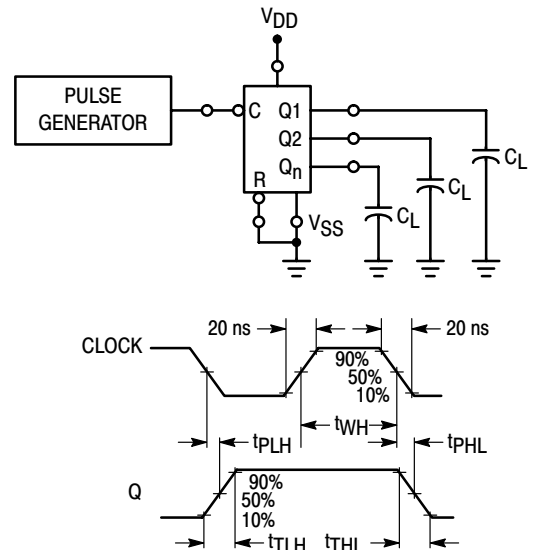 VDD
PULSE
GENERATOR
C Q1
Q2
Qn
R
VSS
CL
CL
CL
20 ns 20 ns
CLOCK
90%
50%
10%
tWH
tPLH tPHL
Q
90%
50%
10%
tTLH tTHL